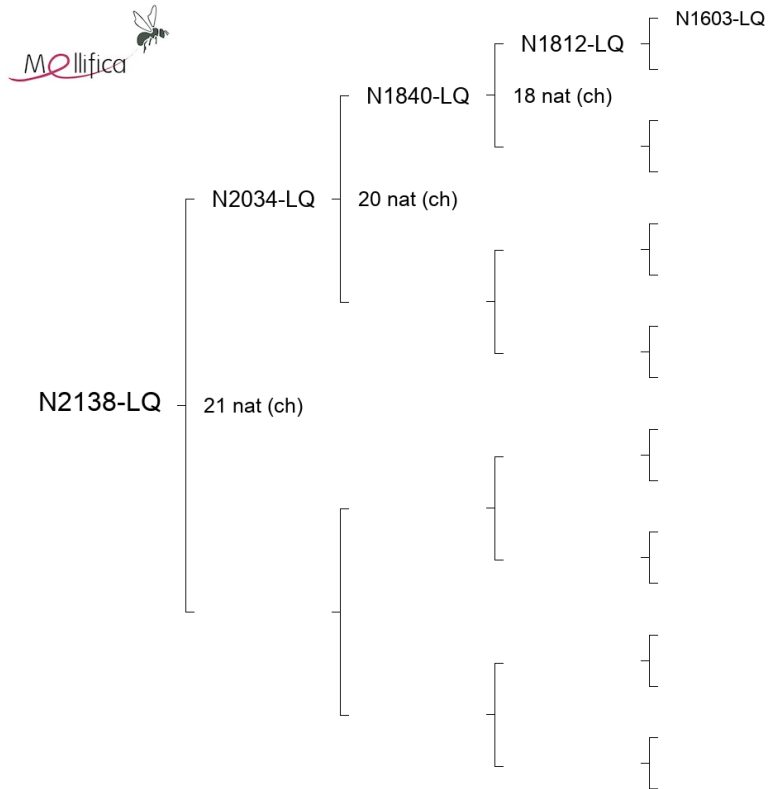 Mellifica
N1603-LQ
N1812-LQ
N1840-LQ
18 nat (ch)
N2034-LQ
20 nat (ch)
N2138-LQ
21 nat (ch)